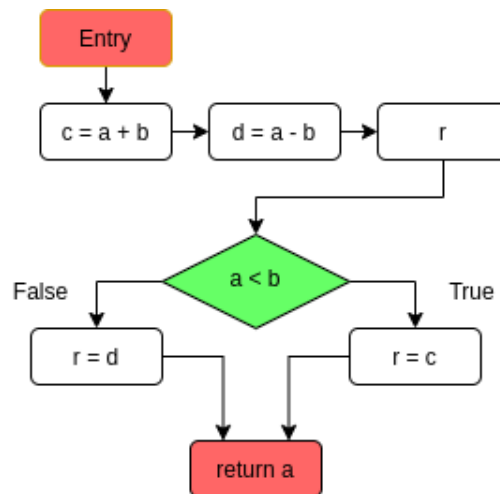 Entry
c = a + b
d = a - b
r
a < b
False
True
r = d
r = c
return a